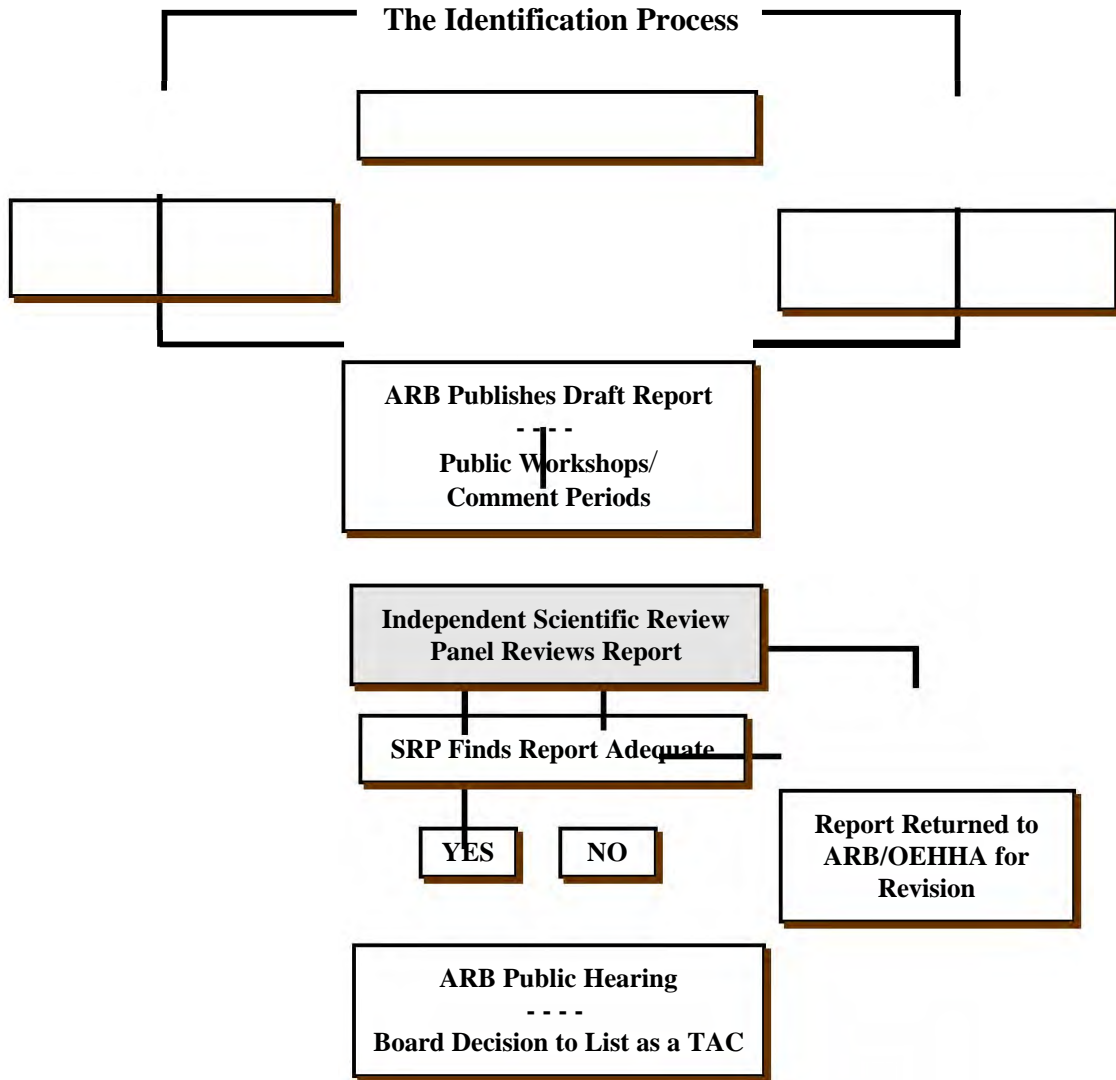 The Identification Process
ARB Publishes Draft Report
- - - -
Public Workshops/
Comment Periods
Independent Scientific Review
Panel Reviews Report
SRP Finds Report Adequate
YES
NO
Report Returned to
ARB/OEHHA for
Revision
ARB Public Hearing
- - - -
Board Decision to List as a TAC